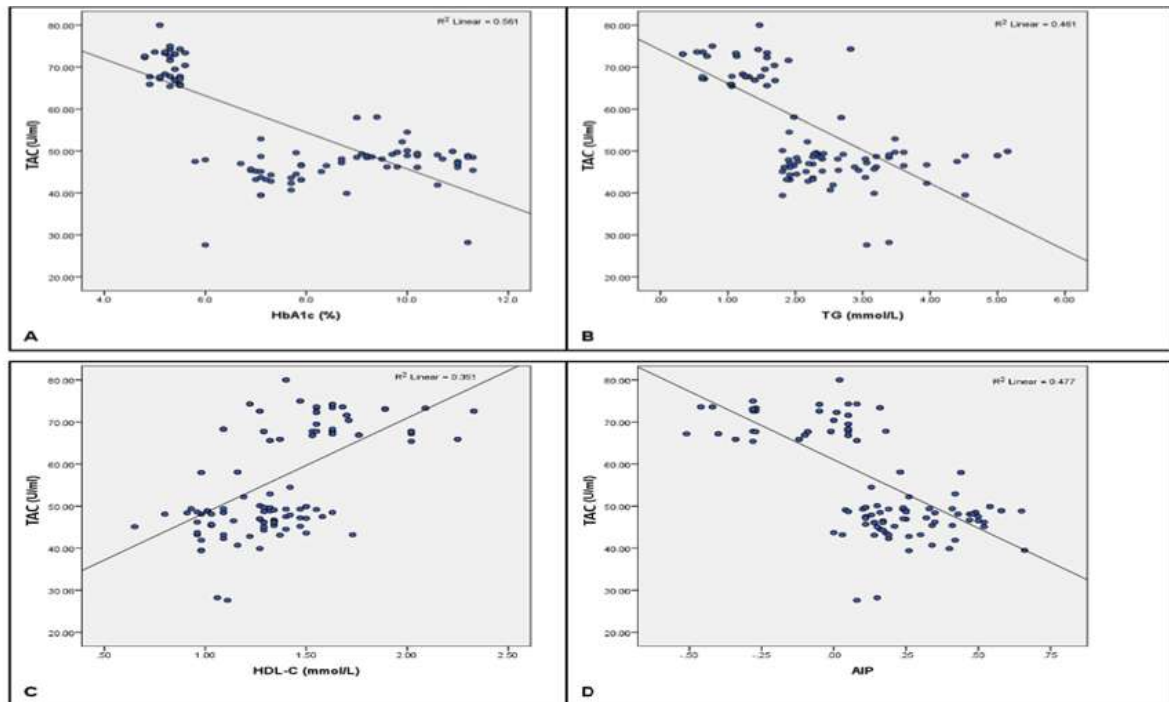 R² Linear = 0.561
80.00
70.00
60.00
50.00
40.00
30.00
20.00
TAC (U/ml)
4.0 6.0 8.0 10.0 12.0
HbA1c (%)
A
R² Linear = 0.461
80.00
70.00
60.00
50.00
40.00
30.00
20.00
TAC (U/ml)
.00 1.00 2.00 3.00 4.00 5.00 6.00
TG (mmol/L)
B
R² Linear = 0.351
80.00
70.00
60.00
50.00
40.00
30.00
20.00
TAC (U/ml)
.50 1.00 1.50 2.00 2.50
HDL-C (mmol/L)
C
R² Linear = 0.477
80.00
70.00
60.00
50.00
40.00
30.00
20.00
TAC (U/ml)
-.50 -.25 .00 .25 .50 .75
AIP
D